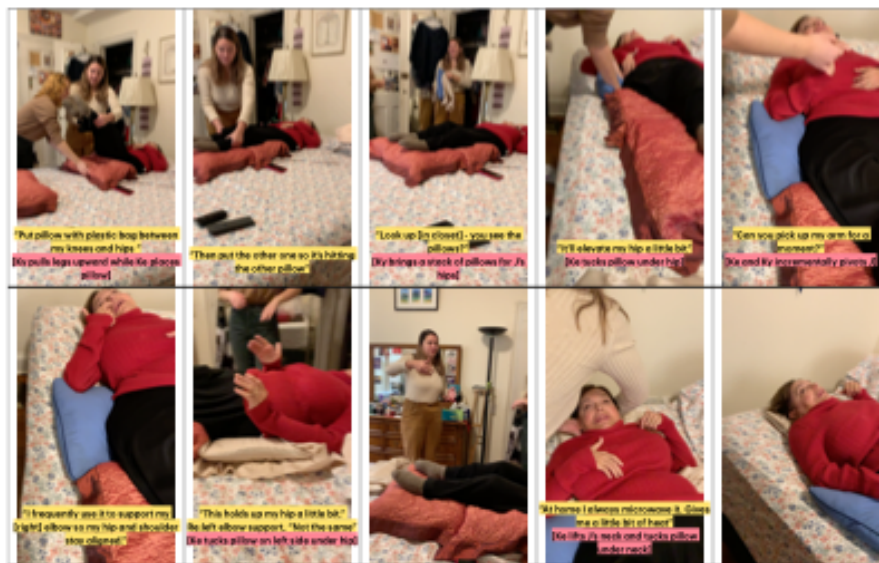 "Put pillow with plastic bag between
my knees and hips."
[Ky pulls legs upward while Ke places
pillow]
"Then put the other one so it's hitting
the other pillow"
"Look up [in closet] - you see the
pillows?"
[Ky brings a stack of pillows for J's
hips]
"It'll elevate my hip a little bit"
[Ke tucks pillow under hip]
"Can you pick up my arm for a
moment?"
[Ke and Ky incrementally pivots J]
"I frequently use it to support my
[right] elbow so my hip and shoulder
stay aligned."
"This holds up my hip a little bit."
Re left elbow support, "Not the same"
[Ke tucks pillow on left side under hip]
"At home I always microwave it. Gives
me a little bit of heat"
[Ke lifts J's neck and tucks pillow
under neck]